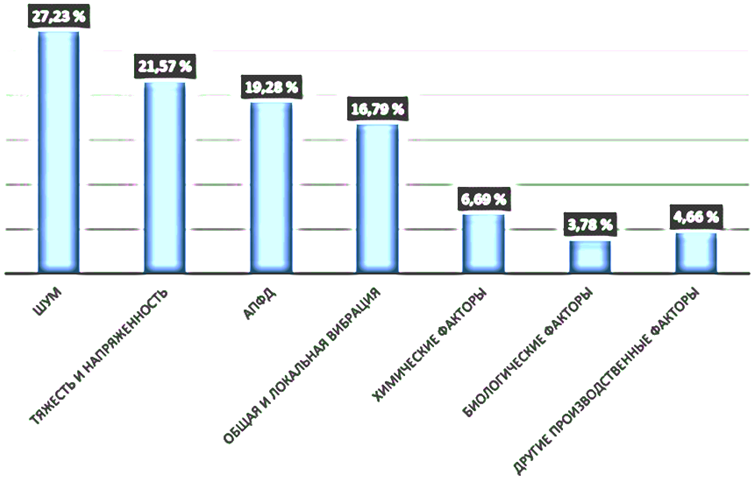 27,23 %
21,57 %
19,28 %
16,79 %
6,69 %
3,78 %
4,66 %
ШУМ
ТЯЖЕСТЬ И НАПРЯЖЕННОСТЬ
АПФД
ОБЩАЯ И ЛОКАЛЬНАЯ ВИБРАЦИЯ
ХИМИЧЕСКИЕ ФАКТОРЫ
БИОЛОГИЧЕСКИЕ ФАКТОРЫ
ДРУГИЕ ПРОИЗВОДСТВЕННЫЕ ФАКТОРЫ